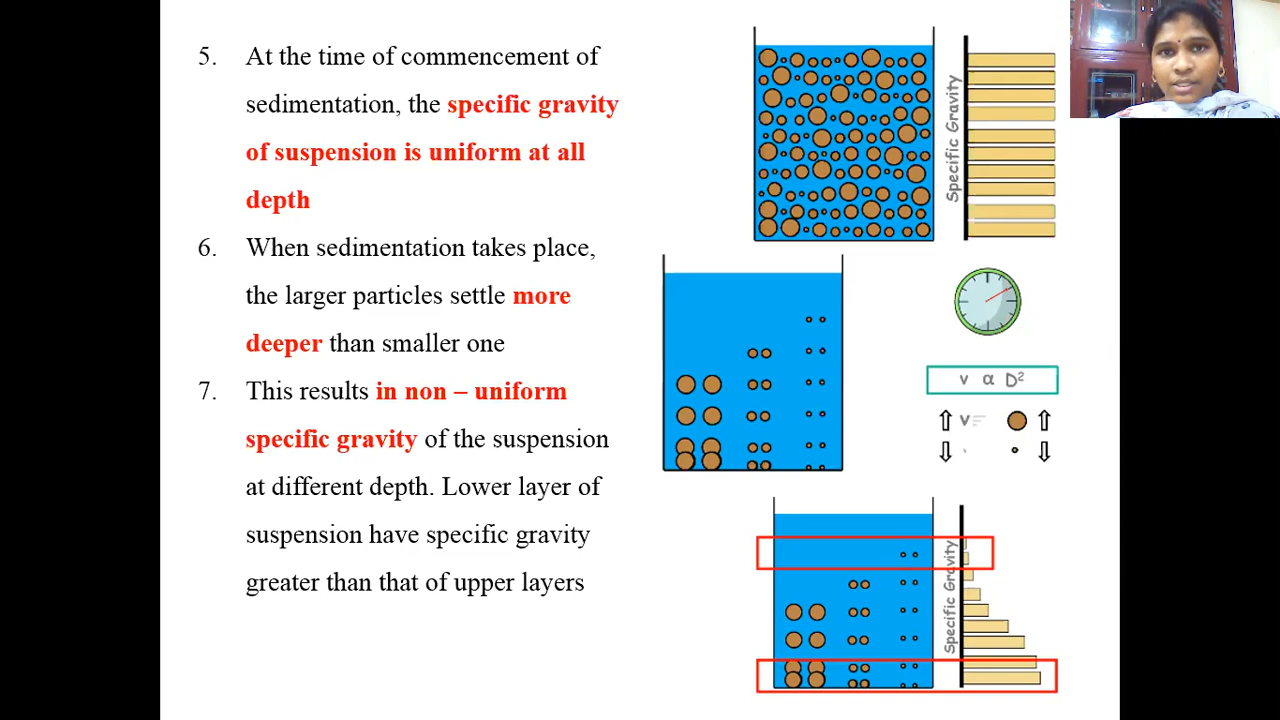 5. At the time of commencement of
sedimentation, the specific gravity
of suspension is uniform at all
depth
6. When sedimentation takes place,
the larger particles settle more
deeper than smaller one
7. This results in non – uniform
specific gravity of the suspension
at different depth. Lower layer of
suspension have specific gravity
greater than that of upper layers
Specific Gravity
v α D²
v
Specific Gravity